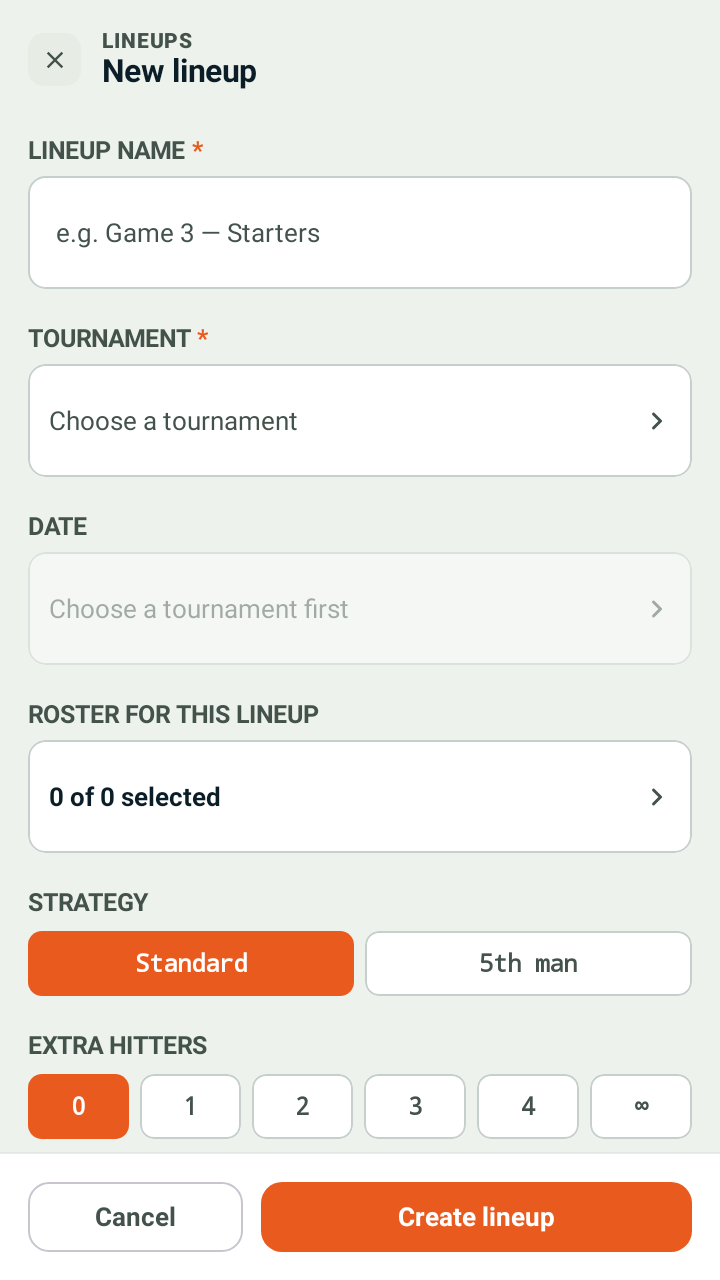 LINEUPS
New lineup
LINEUP NAME *
e.g. Game 3 — Starters
TOURNAMENT *
Choose a tournament
DATE
Choose a tournament first
ROSTER FOR THIS LINEUP
0 of 0 selected
STRATEGY
Standard
5th man
EXTRA HITTERS
0 1 2 3 4 ∞
Cancel
Create lineup